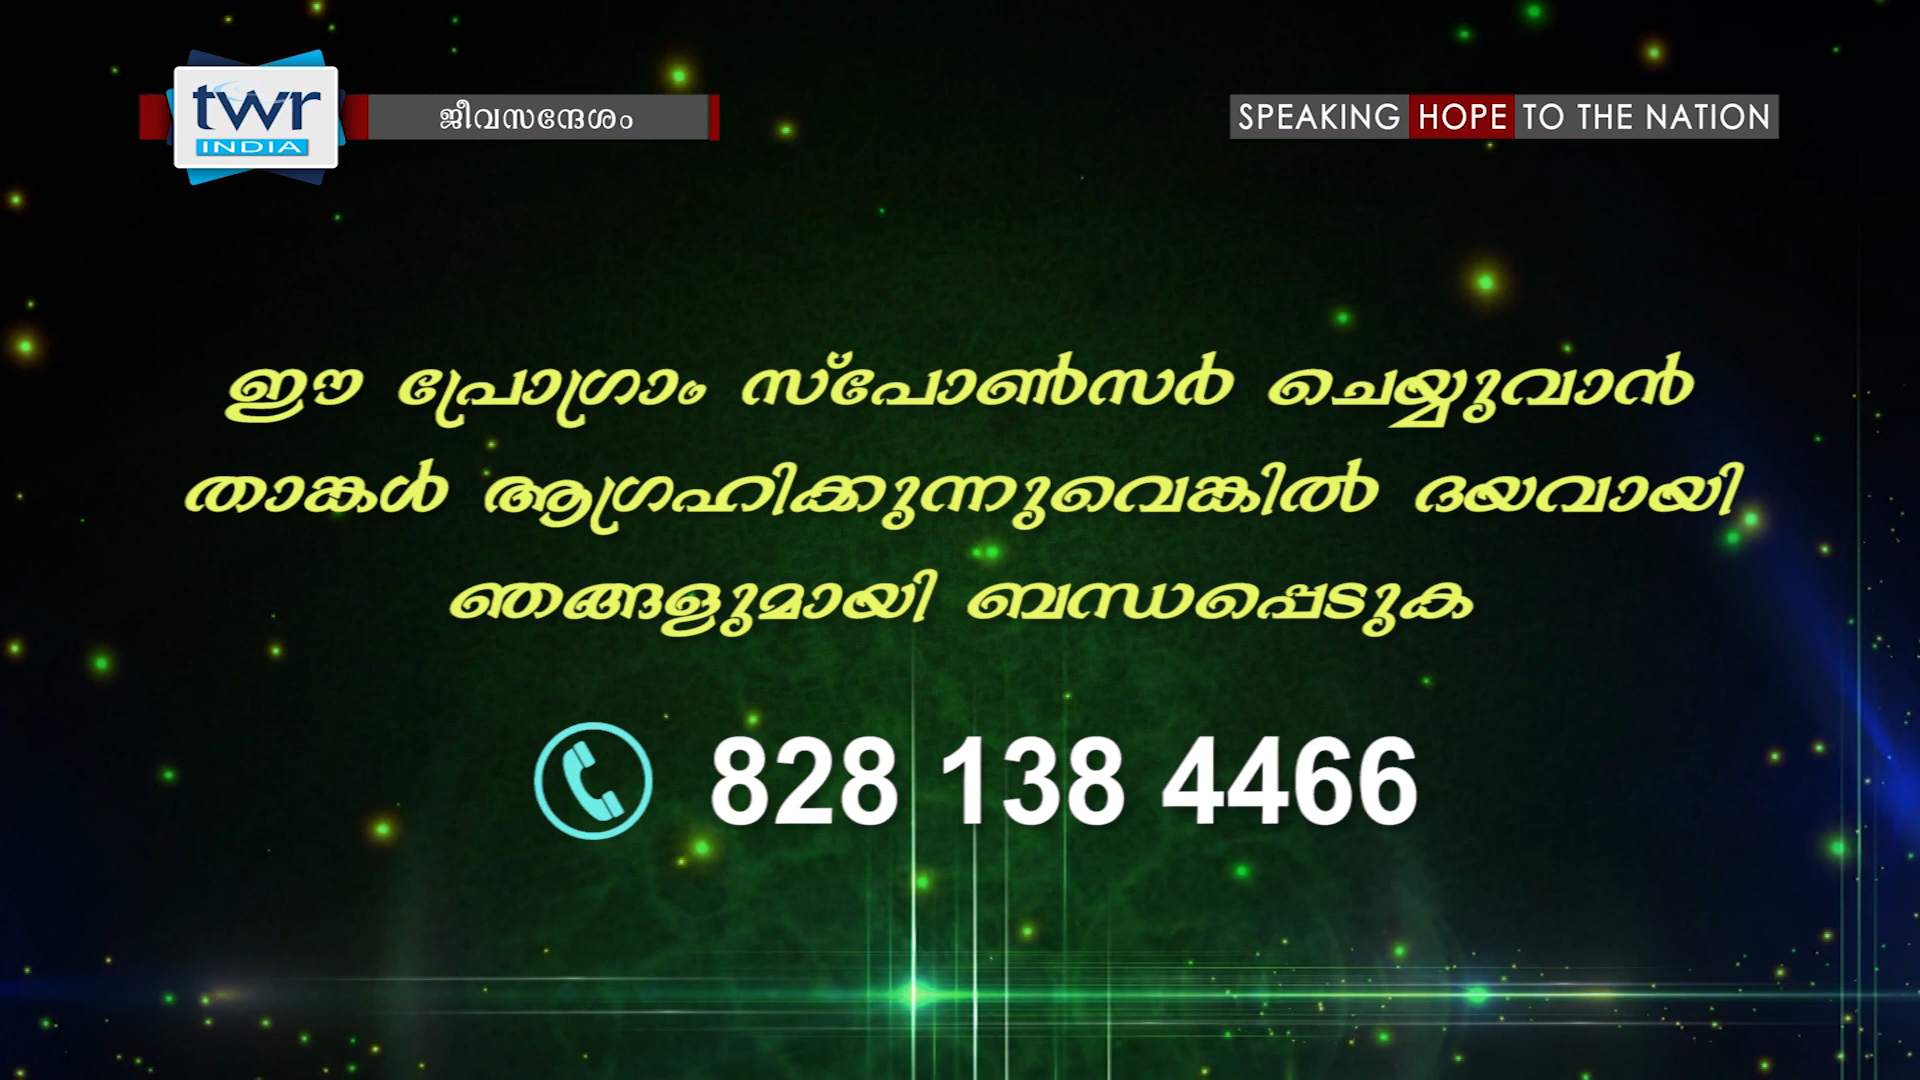 twr
INDIA
ജീവസന്ദേശം
SPEAKING HOPE TO THE NATION
ഈ പ്രോഗ്രാം സ്പോൺസർ ചെയ്യുവാൻ
താങ്കൾ ആഗ്രഹിക്കുന്നുവെങ്കിൽ ദയവായി
ഞങ്ങളുമായി ബന്ധപ്പെടുക
828 138 4466